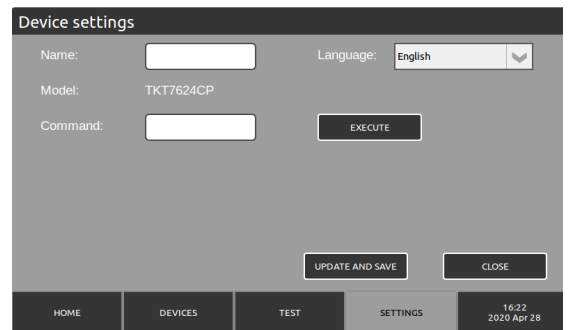 Device settings
Name:
Language: English
Model: TKT7624CP
Command:
EXECUTE
UPDATE AND SAVE CLOSE
HOME DEVICES TEST SETTINGS 16:22
2020 Apr 28